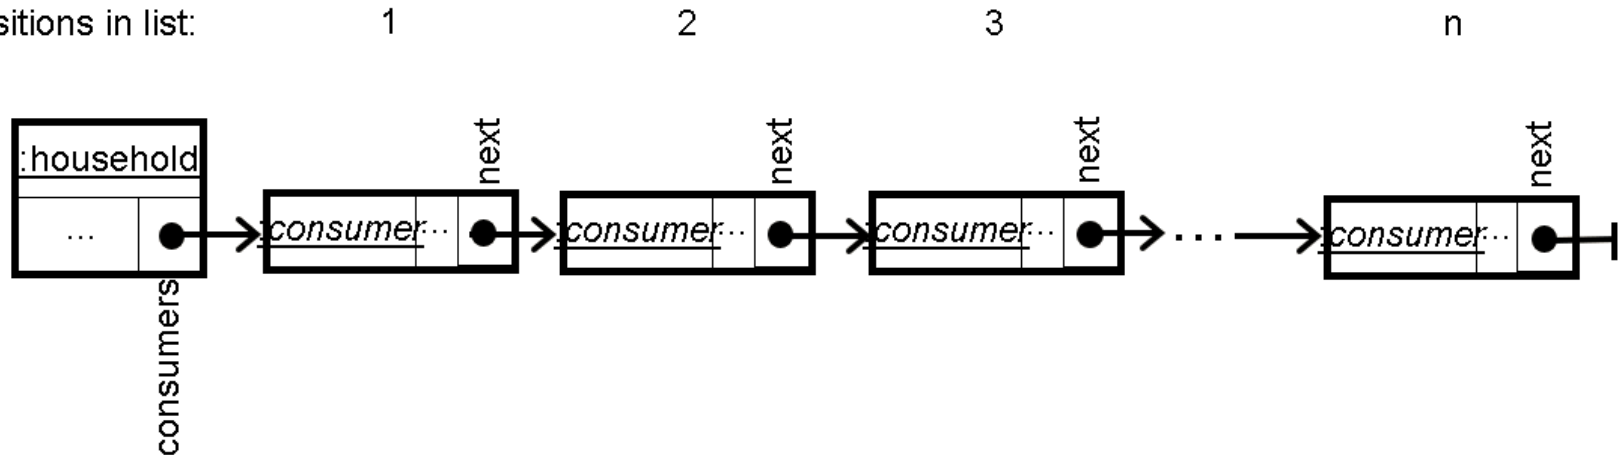 sitions in list: 1 2 3 n
next next next next
:household
:consumer... :consumer... :consumer... ... :consumer...
...
consumers